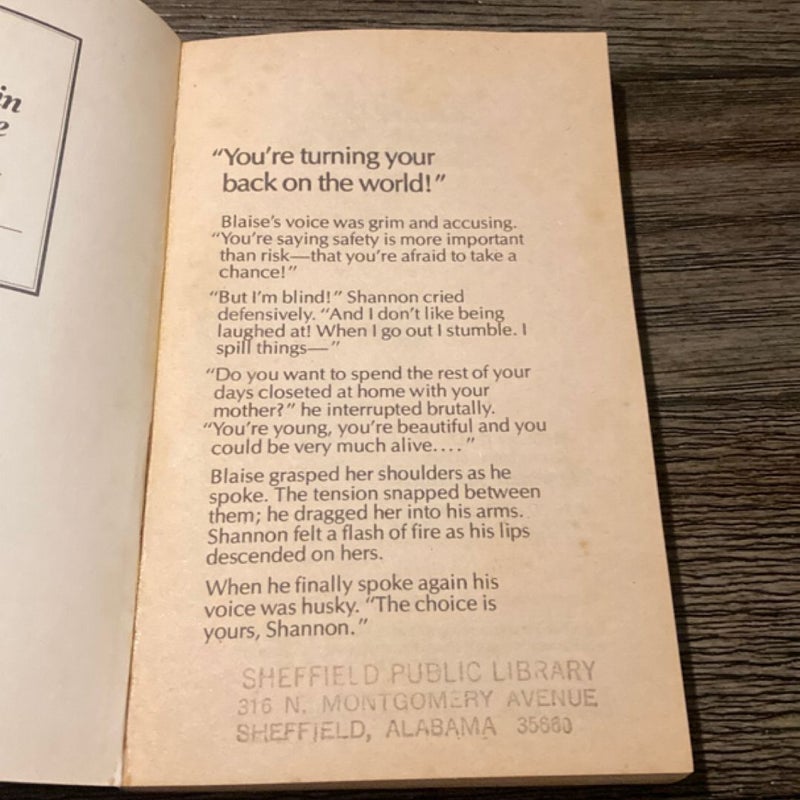 in
e
“You’re turning your
back on the world!”
Blaise’s voice was grim and accusing.
“You’re saying safety is more important
than risk—that you’re afraid to take a
chance!”
“But I’m blind!” Shannon cried
defensively. “And I don’t like being
laughed at! When I go out I stumble. I
spill things—”
“Do you want to spend the rest of your
days closeted at home with your
mother?” he interrupted brutally.
“You’re young, you’re beautiful and you
could be very much alive....”
Blaise grasped her shoulders as he
spoke. The tension snapped between
them; he dragged her into his arms.
Shannon felt a flash of fire as his lips
descended on hers.
When he finally spoke again his
voice was husky. “The choice is
yours, Shannon.”
SHEFFIELD PUBLIC LIBRARY
316 N. MONTGOMERY AVENUE
SHEFFIELD, ALABAMA 35660